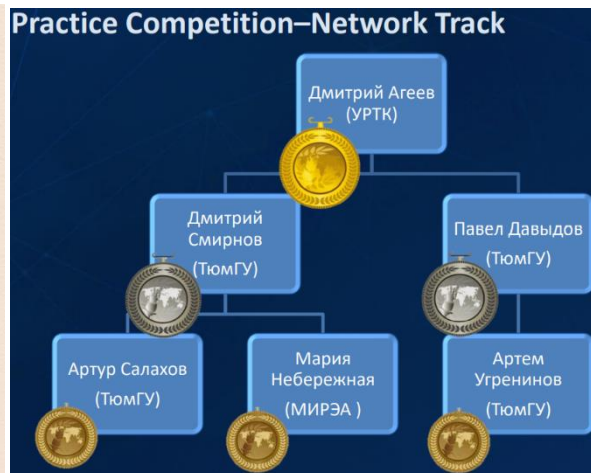 Practice Competition–Network Track
Дмитрий Агеев
(УРТК)
Дмитрий
Смирнов
(ТюмГУ)
Павел Давыдов
(ТюмГУ)
Артур Салахов
(ТюмГУ)
Мария
Небережная
(МИРЭА )
Артем
Угренинов
(ТюмГУ)